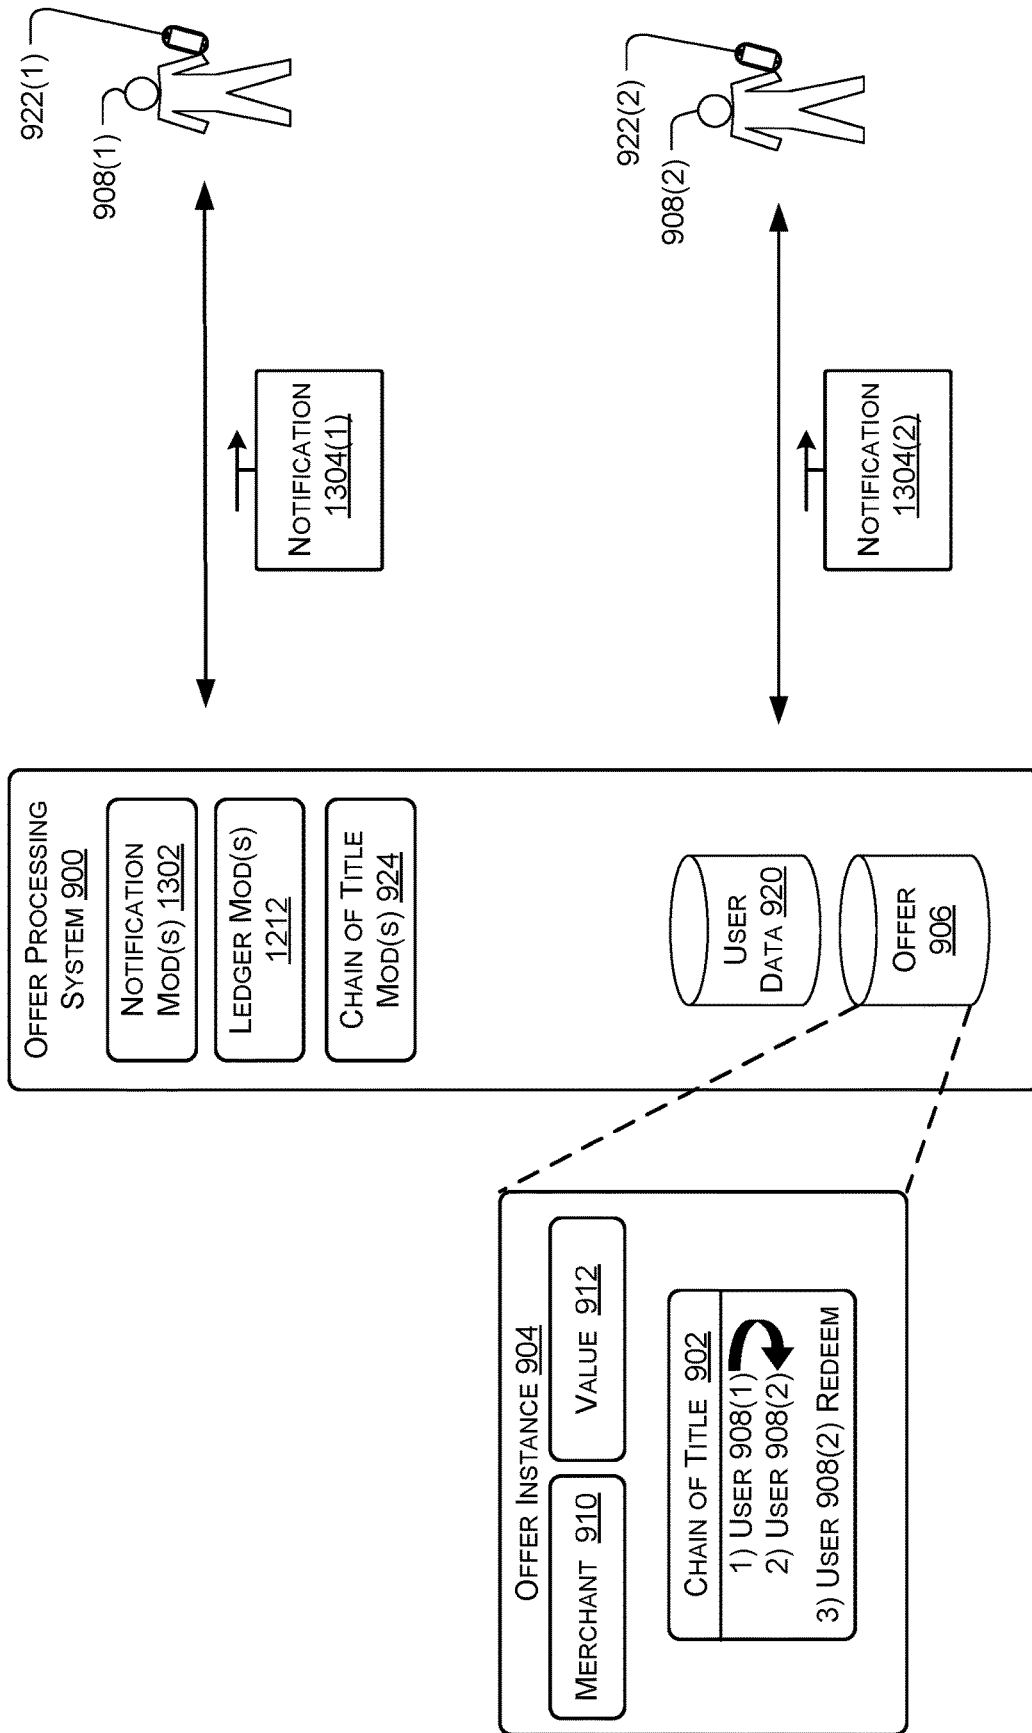 OFFER PROCESSING
SYSTEM 900
NOTIFICATION
MOD(S) 1302
LEDGER MOD(S)
1212
CHAIN OF TITLE
MOD(S) 924
USER
DATA 920
OFFER
906
OFFER INSTANCE 904
MERCHANT 910
VALUE 912
CHAIN OF TITLE 902
1) USER 908(1)
2) USER 908(2)
3) USER 908(2) REDEEM
NOTIFICATION
1304(1)
922(1)
908(1)
NOTIFICATION
1304(2)
922(2)
908(2)